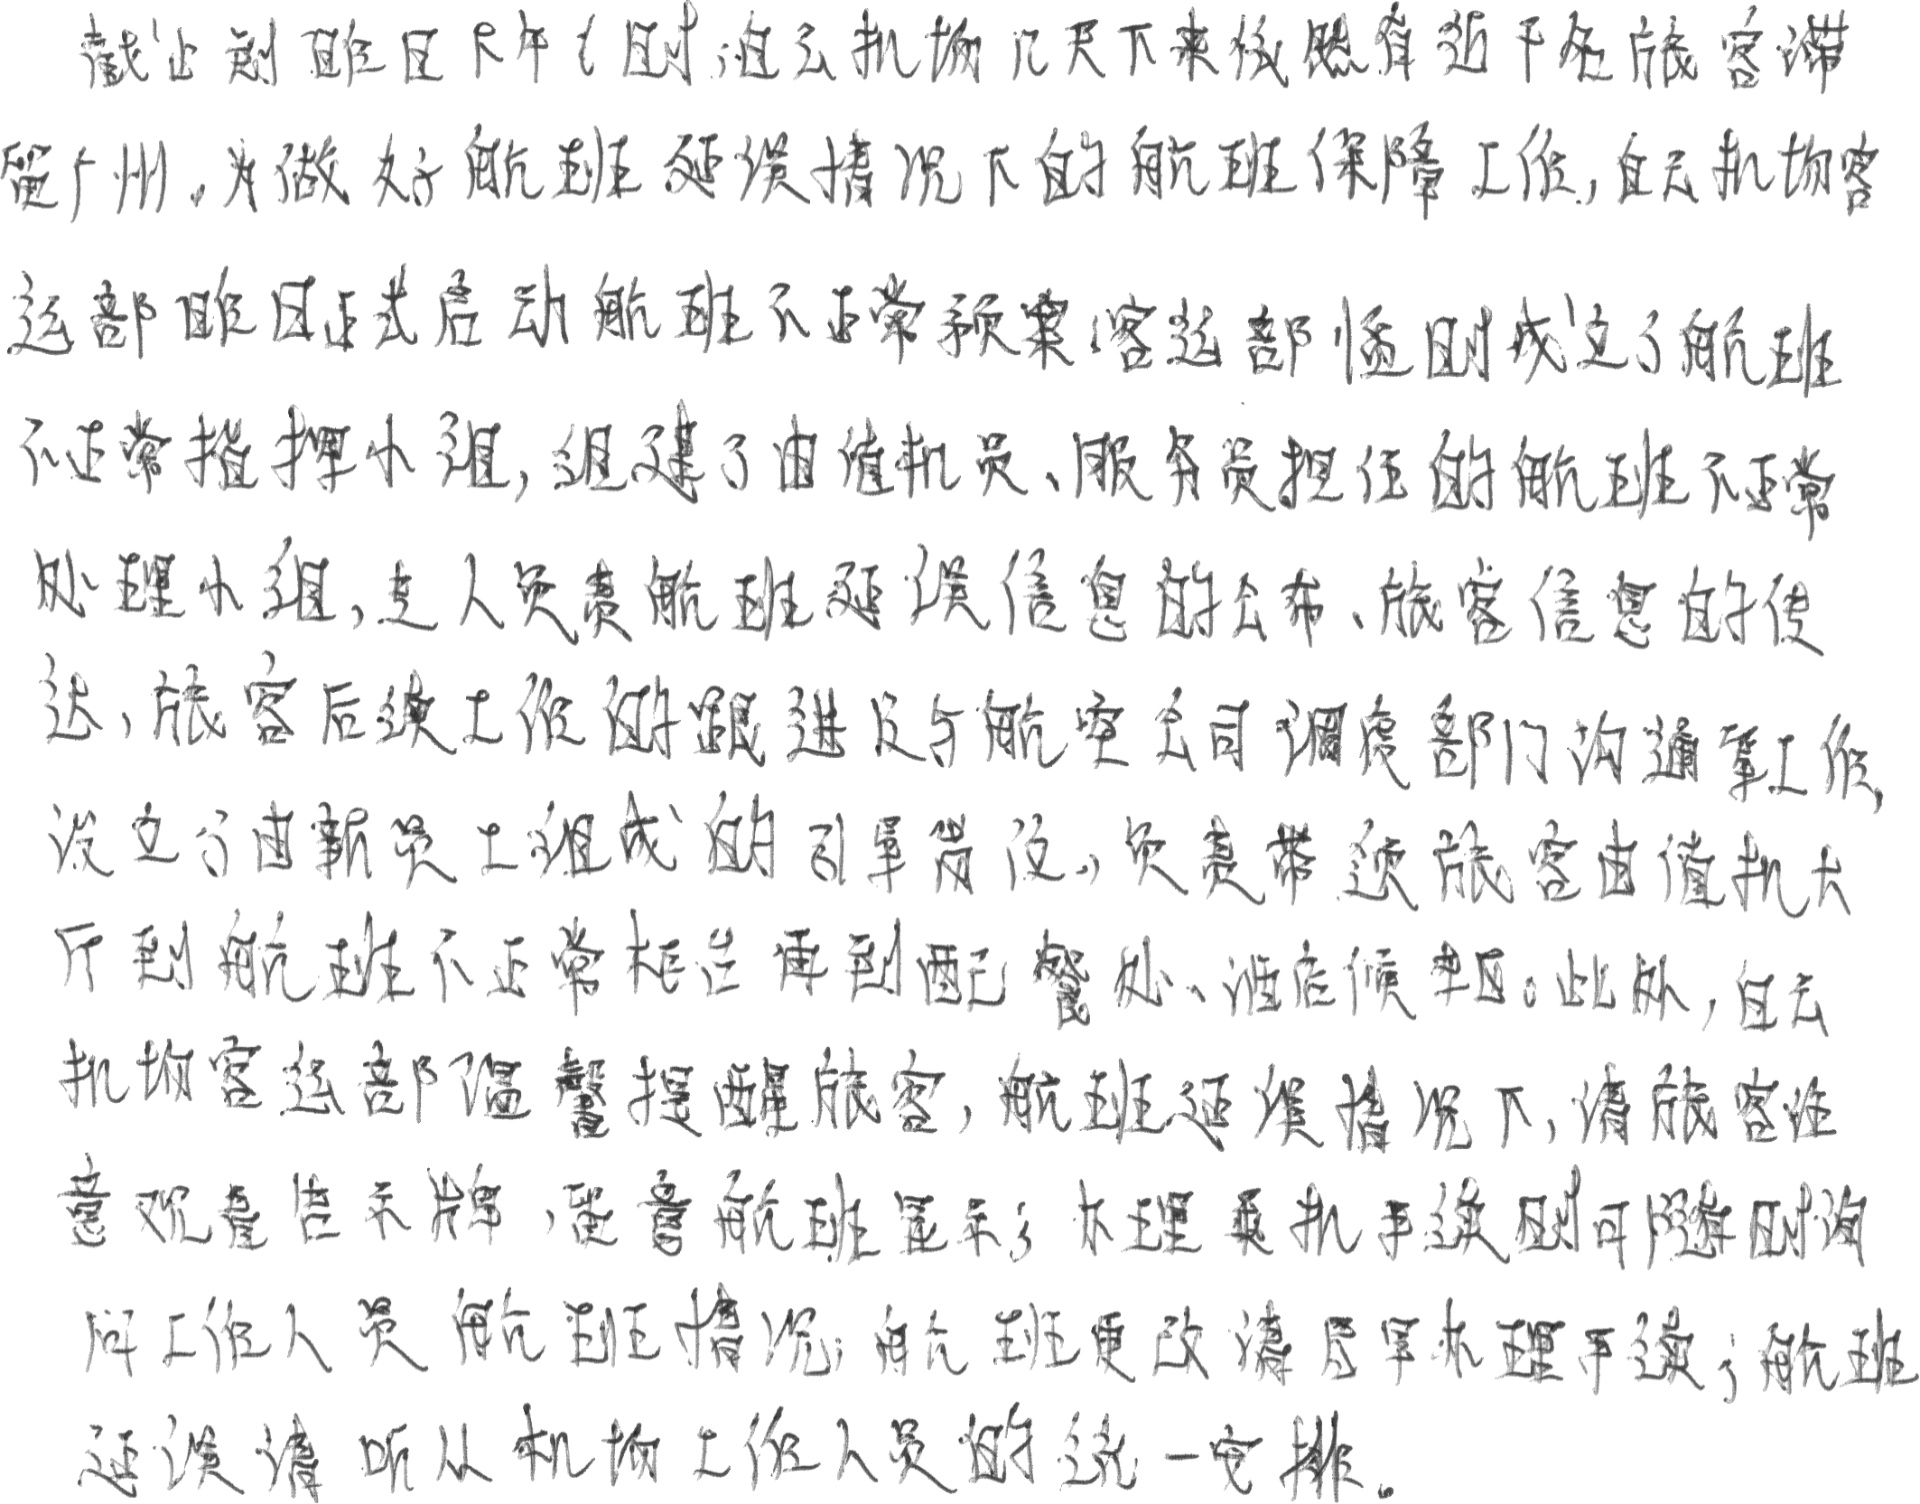 截止到昨日下午七时,白云机场几天下来依然有近千名旅客滞
留广州。为做好航班延误情况下的航班保障工作,白云机场客
运部昨日正式启动航班不正常预案,客运部随时成立了航班
不正常指挥小组,组建了由值机员、服务员担任的航班不正常
处理小组,专人负责航班延误信息的公布、旅客信息的传
达,旅客后续工作的跟进及与航空公司调度部门沟通等工作,
设立了由新员工组成的引导岗位,负责带领旅客由值机大
厅到航班不正常柜台再到配餐处、酒店候车区。此外,白云
机场客运部温馨提醒旅客,航班延误情况下,请旅客注
意观看告示牌,留意航班显示;办理乘机手续时可随时询
问工作人员航班情况;航班更改请尽早办理手续;航班
延误请听从机场工作人员的统一安排。